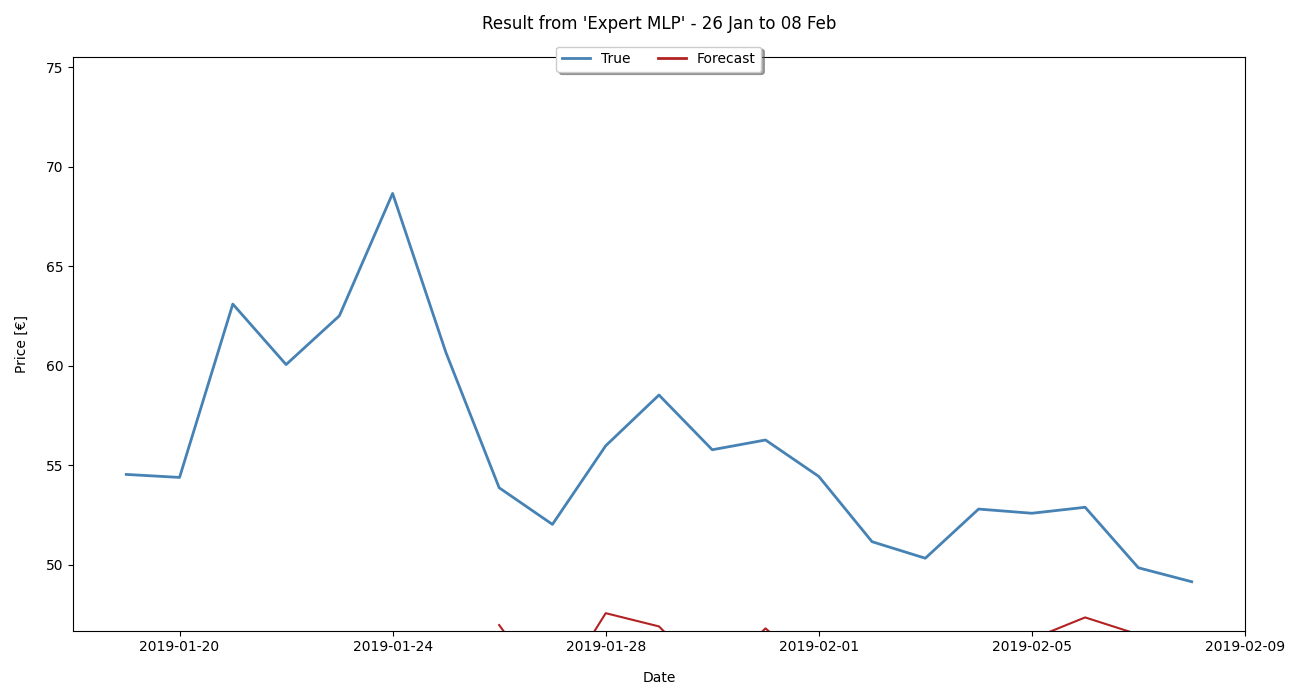 Result from 'Expert MLP' - 26 Jan to 08 Feb
True Forecast
75
70
65
60
55
50
Price [€]
2019-01-20 2019-01-24 2019-01-28 2019-02-01 2019-02-05 2019-02-09
Date